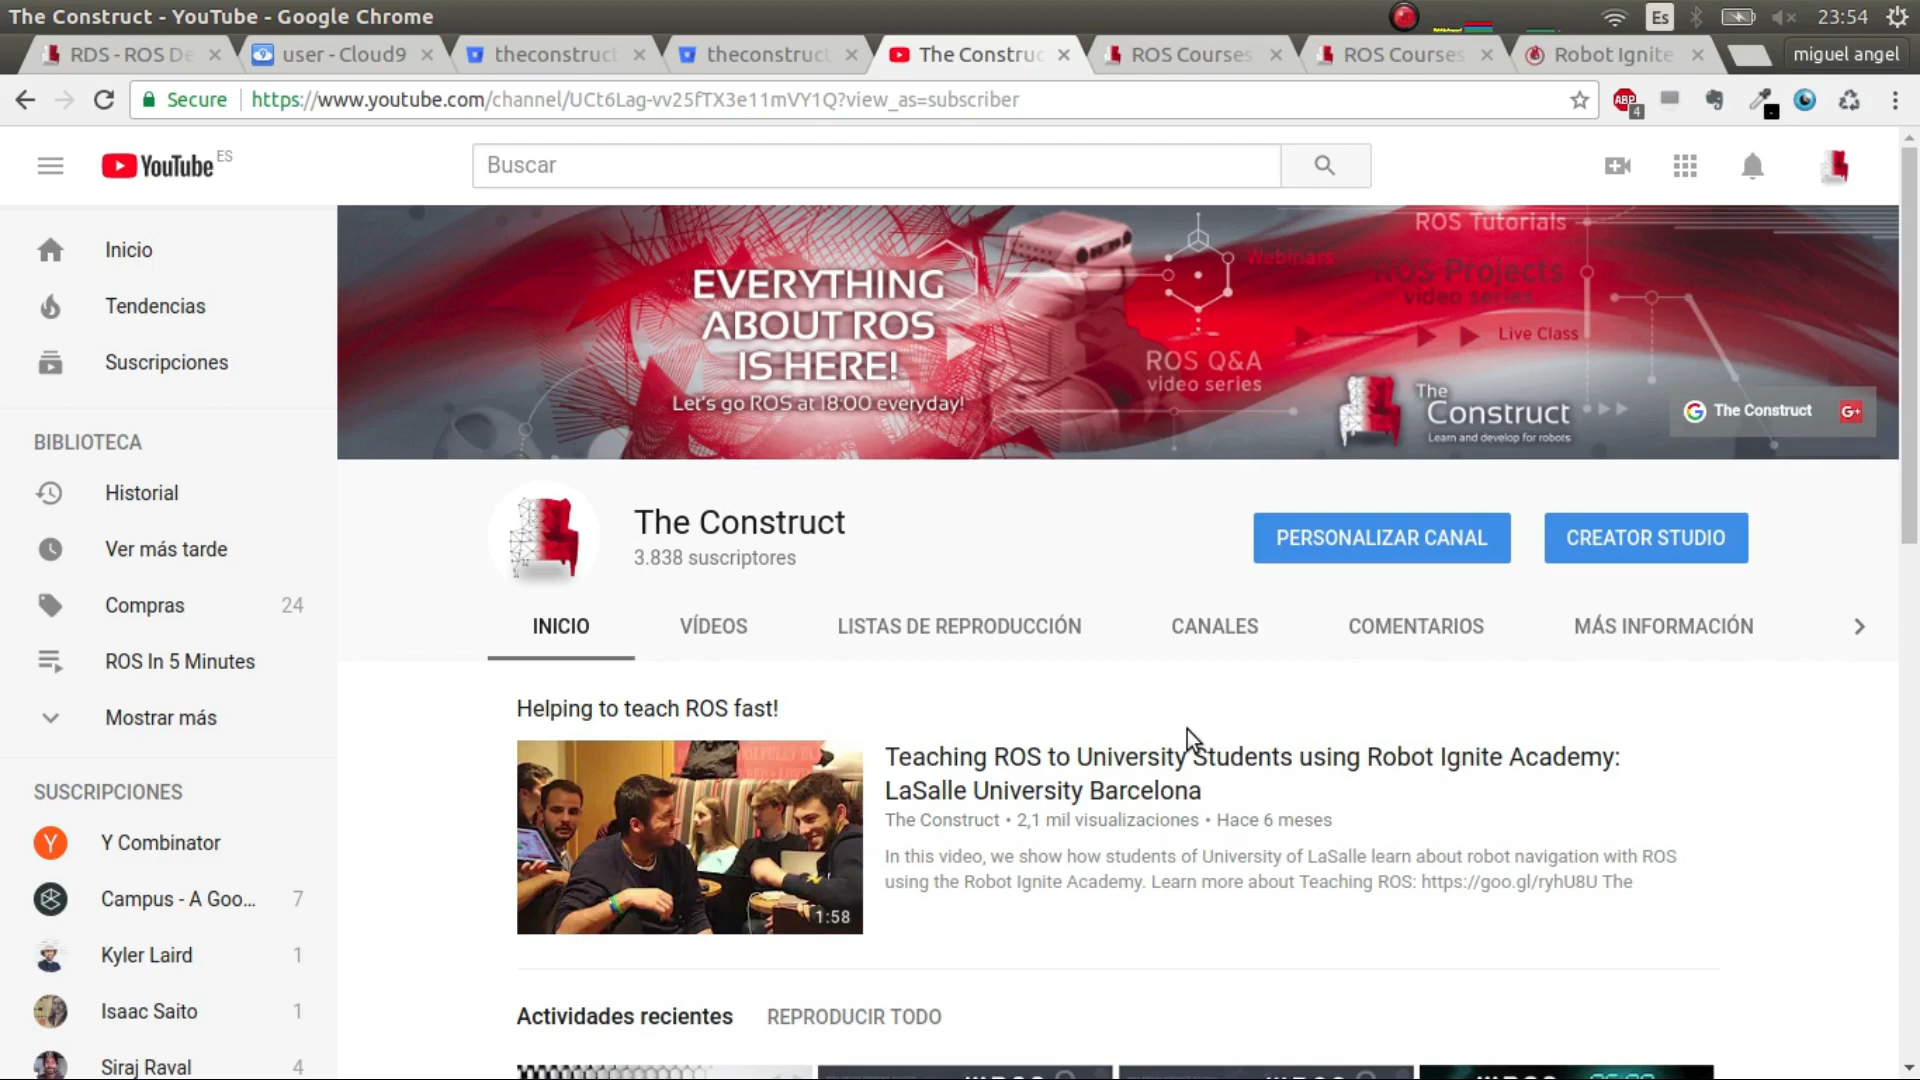 The Construct - YouTube - Google Chrome
Es
23:54
RDS - ROS De
user - Cloud9
theconstruct
theconstruct
The Construc
ROS Courses
ROS Courses
Robot Ignite
miguel angel
Secure
https://www.youtube.com/channel/UCt6Lag-vv25fTX3e11mVY1Q?view_as=subscriber
ABP
4
YouTube ES
Buscar
Inicio
Tendencias
Suscripciones
BIBLIOTECA
Historial
Ver más tarde
Compras 24
ROS In 5 Minutes
Mostrar más
SUSCRIPCIONES
Y Combinator
Campus - A Goo... 7
Kyler Laird 1
Isaac Saito 1
Siraj Raval 4
EVERYTHING
ABOUT ROS
IS HERE!
Let's go ROS at 18:00 everyday!
ROS Tutorials
Webinars
ROS Projects
video series
Live Class
ROS Q&A
video series
The
Construct
Learn and develop for robots
The Construct
G+
The Construct
3.838 suscriptores
PERSONALIZAR CANAL
CREATOR STUDIO
INICIO
VÍDEOS
LISTAS DE REPRODUCCIÓN
CANALES
COMENTARIOS
MÁS INFORMACIÓN
Helping to teach ROS fast!
1:58
Teaching ROS to University Students using Robot Ignite Academy:
LaSalle University Barcelona
The Construct • 2,1 mil visualizaciones • Hace 6 meses
In this video, we show how students of University of LaSalle learn about robot navigation with ROS
using the Robot Ignite Academy. Learn more about Teaching ROS: https://goo.gl/ryhU8U The
Actividades recientes
REPRODUCIR TODO